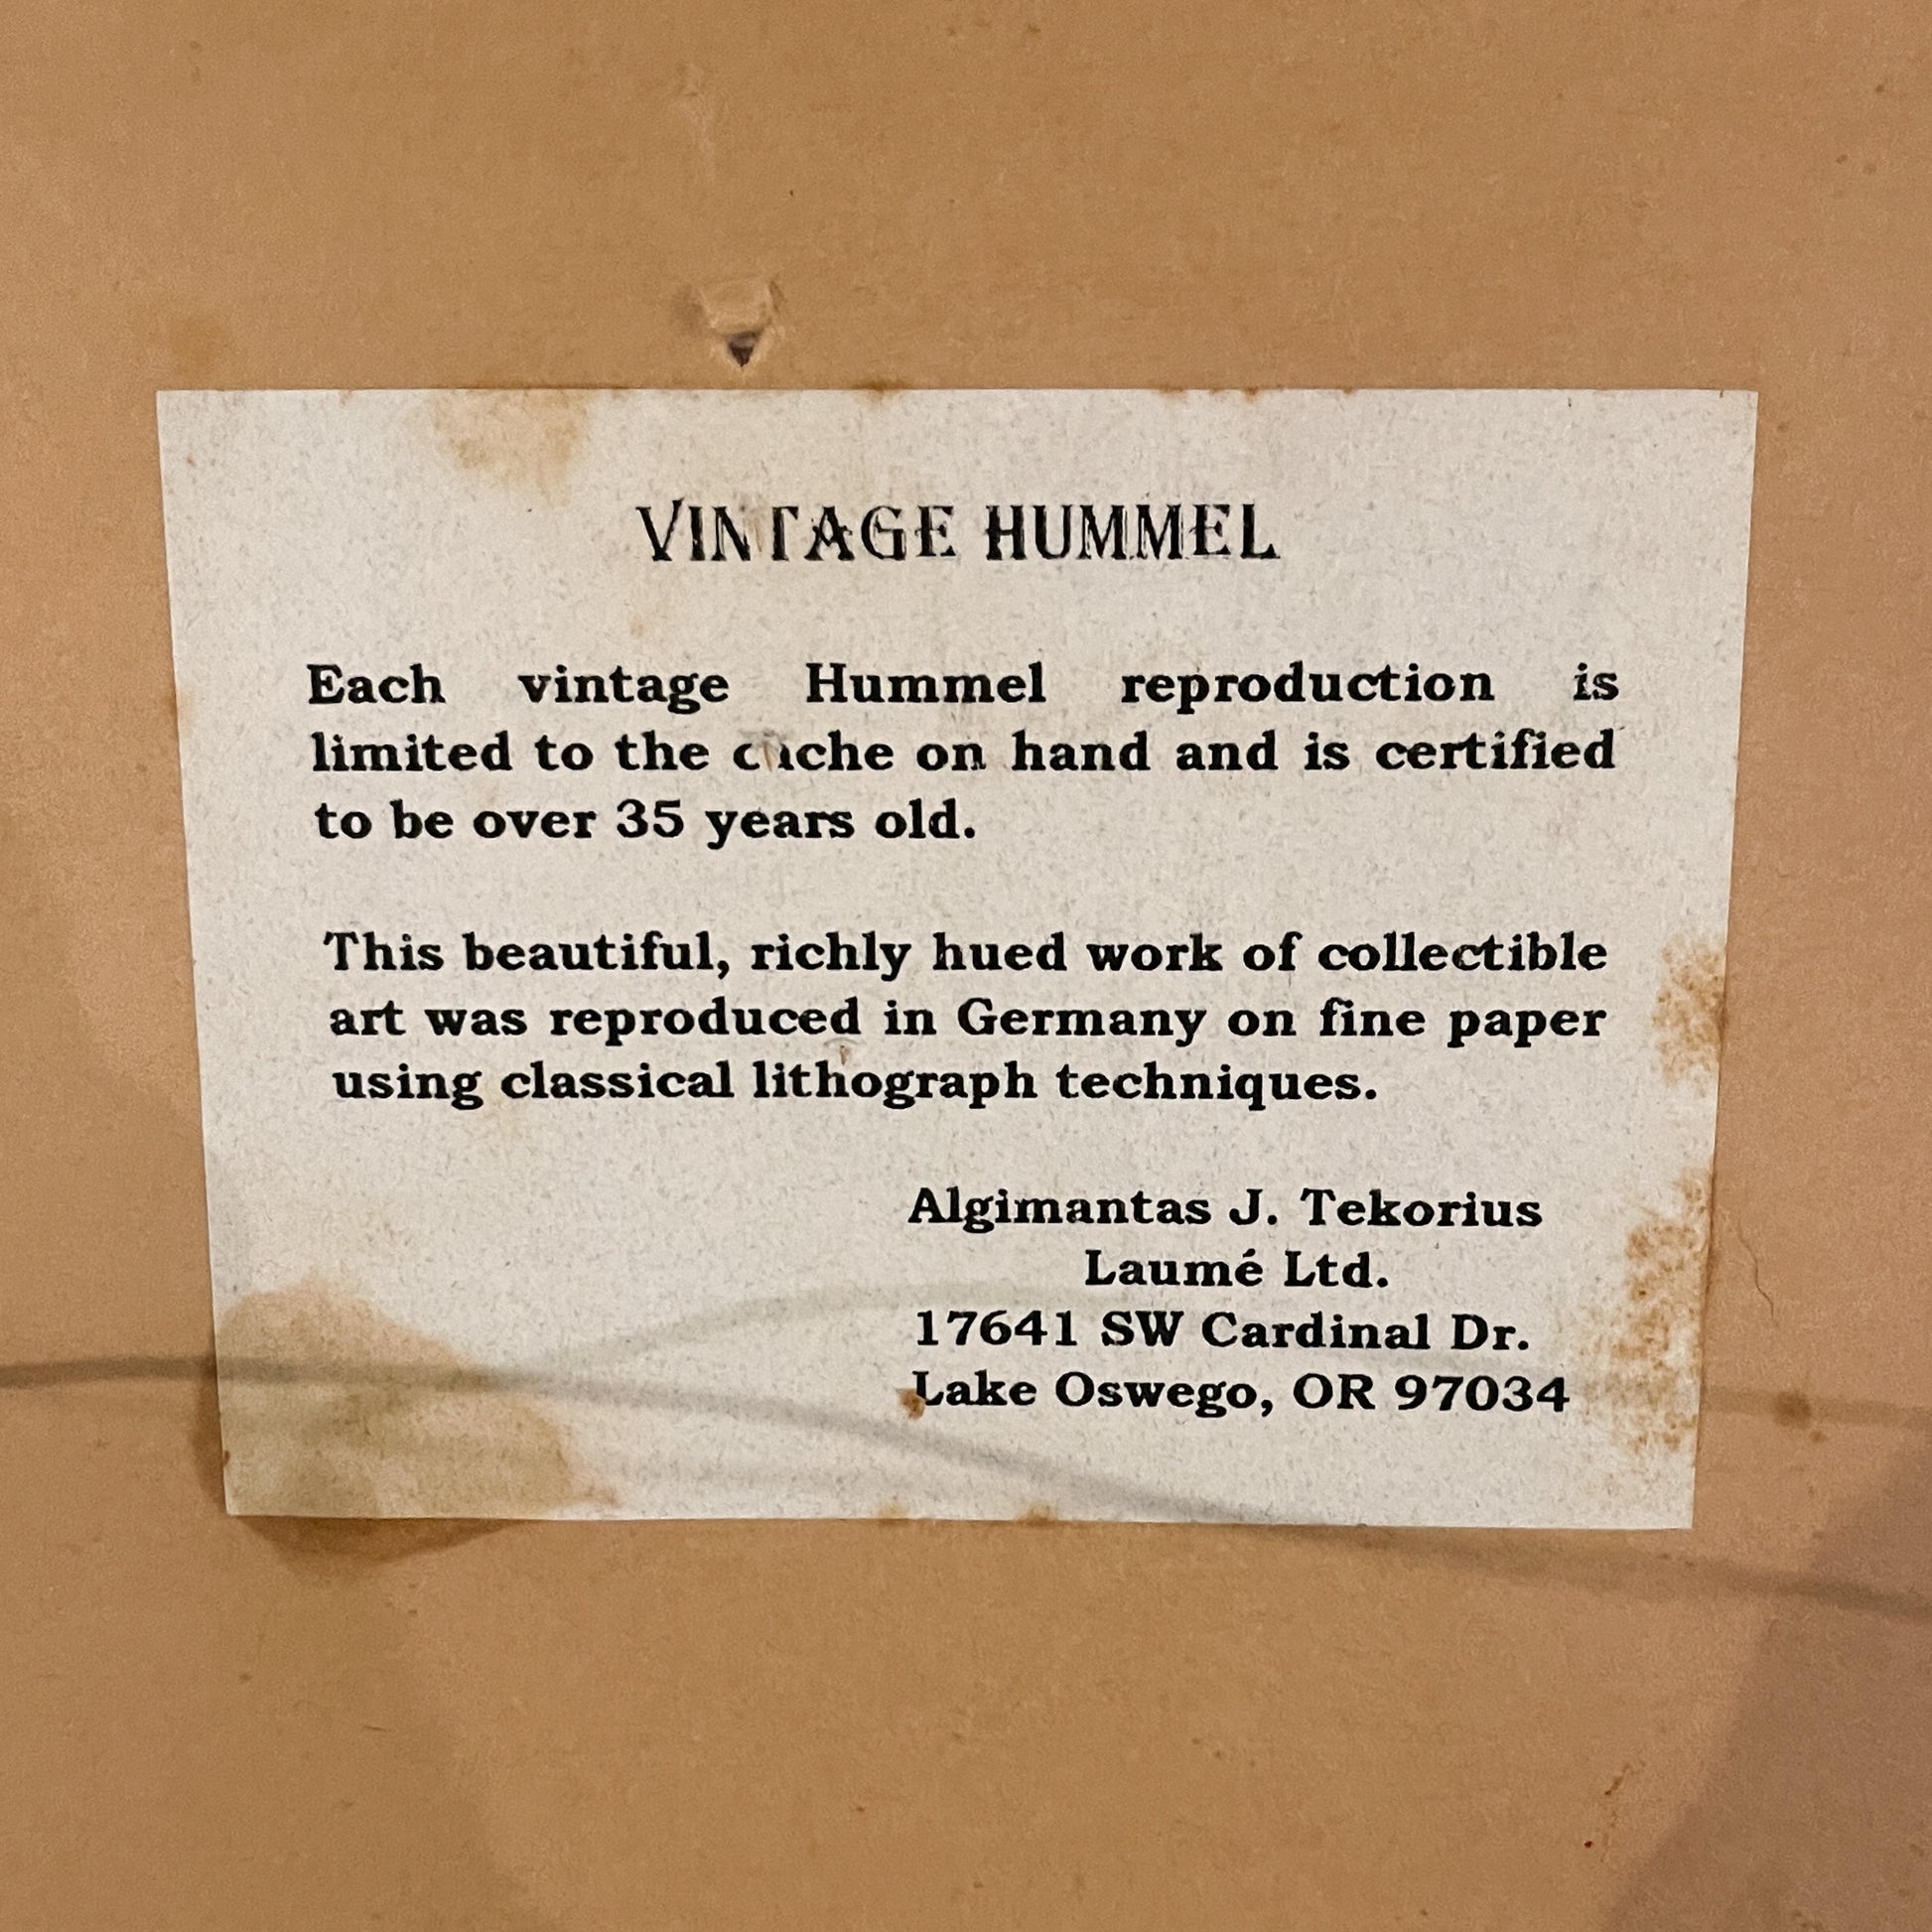 VINTAGE HUMMEL
Each vintage Hummel reproduction is
limited to the cache on hand and is certified
to be over 35 years old.
This beautiful, richly hued work of collectible
art was reproduced in Germany on fine paper
using classical lithograph techniques.
Algimantas J. Tekorius
Laumé Ltd.
17641 SW Cardinal Dr.
Lake Oswego, OR 97034